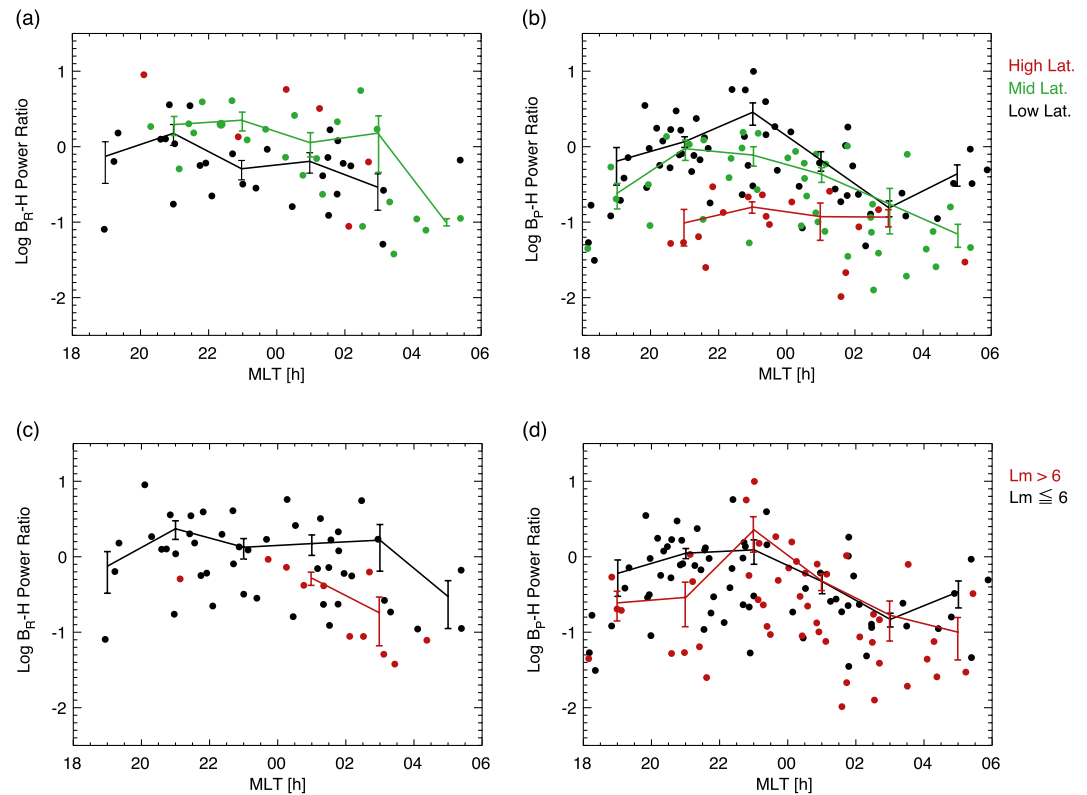 (a)
1
0
-1
-2
Log B_R-H Power Ratio
18 20 22 00 02 04 06
MLT [h]
(b)
1
0
-1
-2
Log B_P-H Power Ratio
18 20 22 00 02 04 06
MLT [h]
High Lat.
Mid Lat.
Low Lat.
(c)
1
0
-1
-2
Log B_R-H Power Ratio
18 20 22 00 02 04 06
MLT [h]
(d)
1
0
-1
-2
Log B_P-H Power Ratio
18 20 22 00 02 04 06
MLT [h]
Lm > 6
Lm ≦ 6